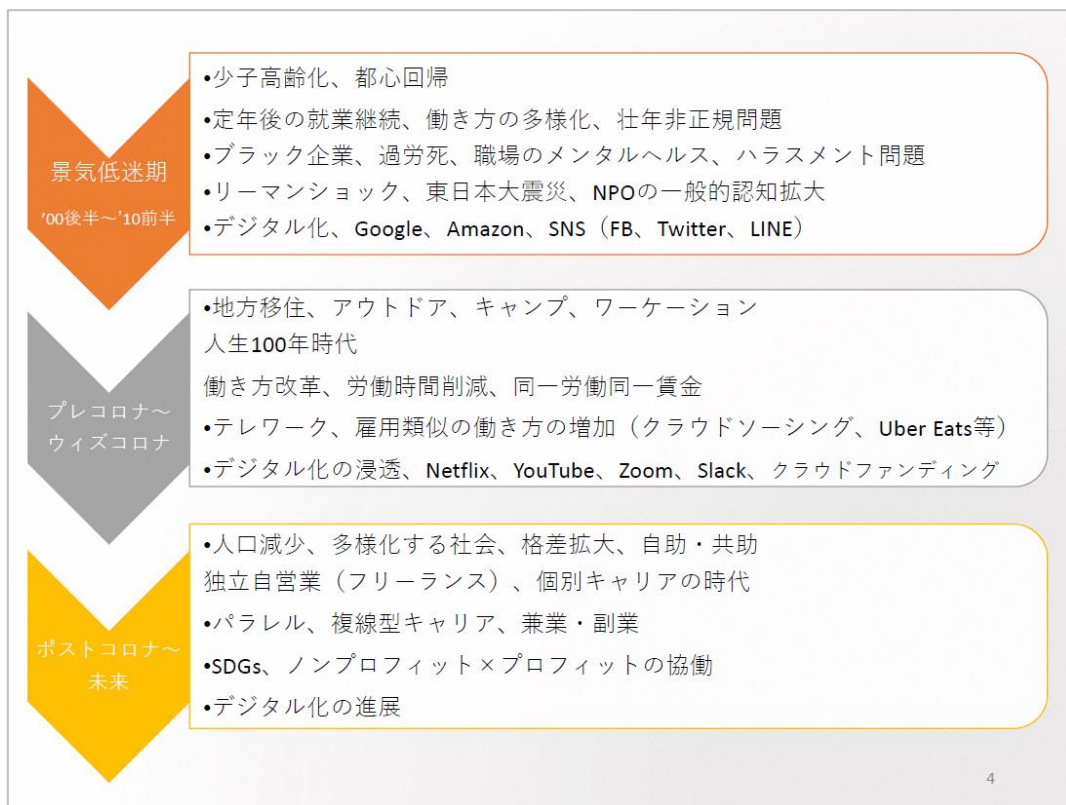 景気低迷期
'00後半～'10前半
•少子高齢化、都心回帰
•定年後の就業継続、働き方の多様化、壮年非正規問題
•ブラック企業、過労死、職場のメンタルヘルス、ハラスメント問題
•リーマンショック、東日本大震災、NPOの一般的認知拡大
•デジタル化、Google、Amazon、SNS（FB、Twitter、LINE）
プレコロナ～
ウィズコロナ
•地方移住、アウトドア、キャンプ、ワーケーション
人生100年時代
働き方改革、労働時間削減、同一労働同一賃金
•テレワーク、雇用類似の働き方の増加（クラウドソーシング、Uber Eats等）
•デジタル化の浸透、Netflix、YouTube、Zoom、Slack、クラウドファンディング
ポストコロナ～
未来
•人口減少、多様化する社会、格差拡大、自助・共助
独立自営業（フリーランス）、個別キャリアの時代
•パラレル、複線型キャリア、兼業・副業
•SDGs、ノンプロフィット×プロフィットの協働
•デジタル化の進展
4